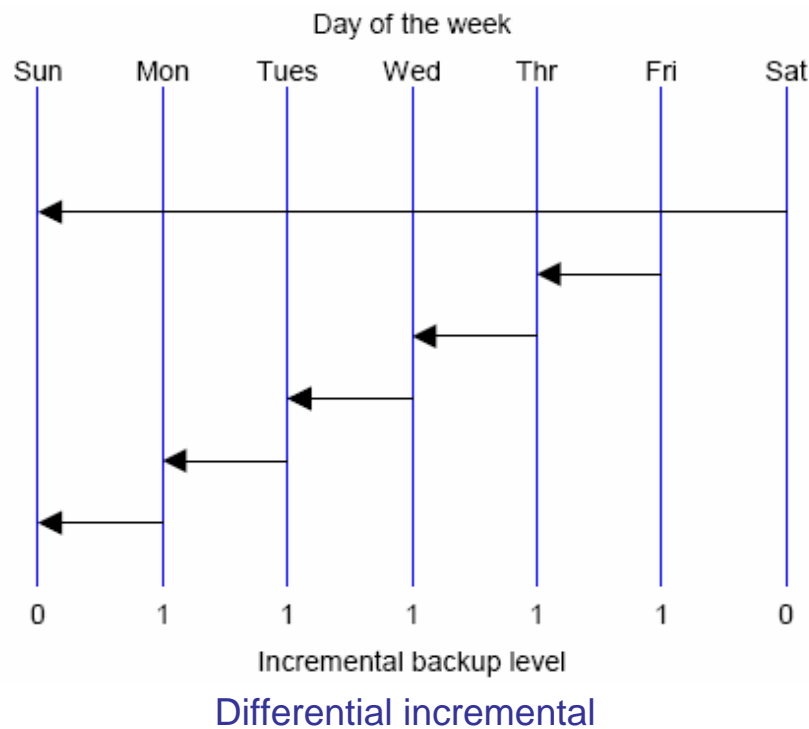 Day of the week
Sun Mon Tues Wed Thr Fri Sat
0 1 1 1 1 1 0
Incremental backup level
Differential incremental